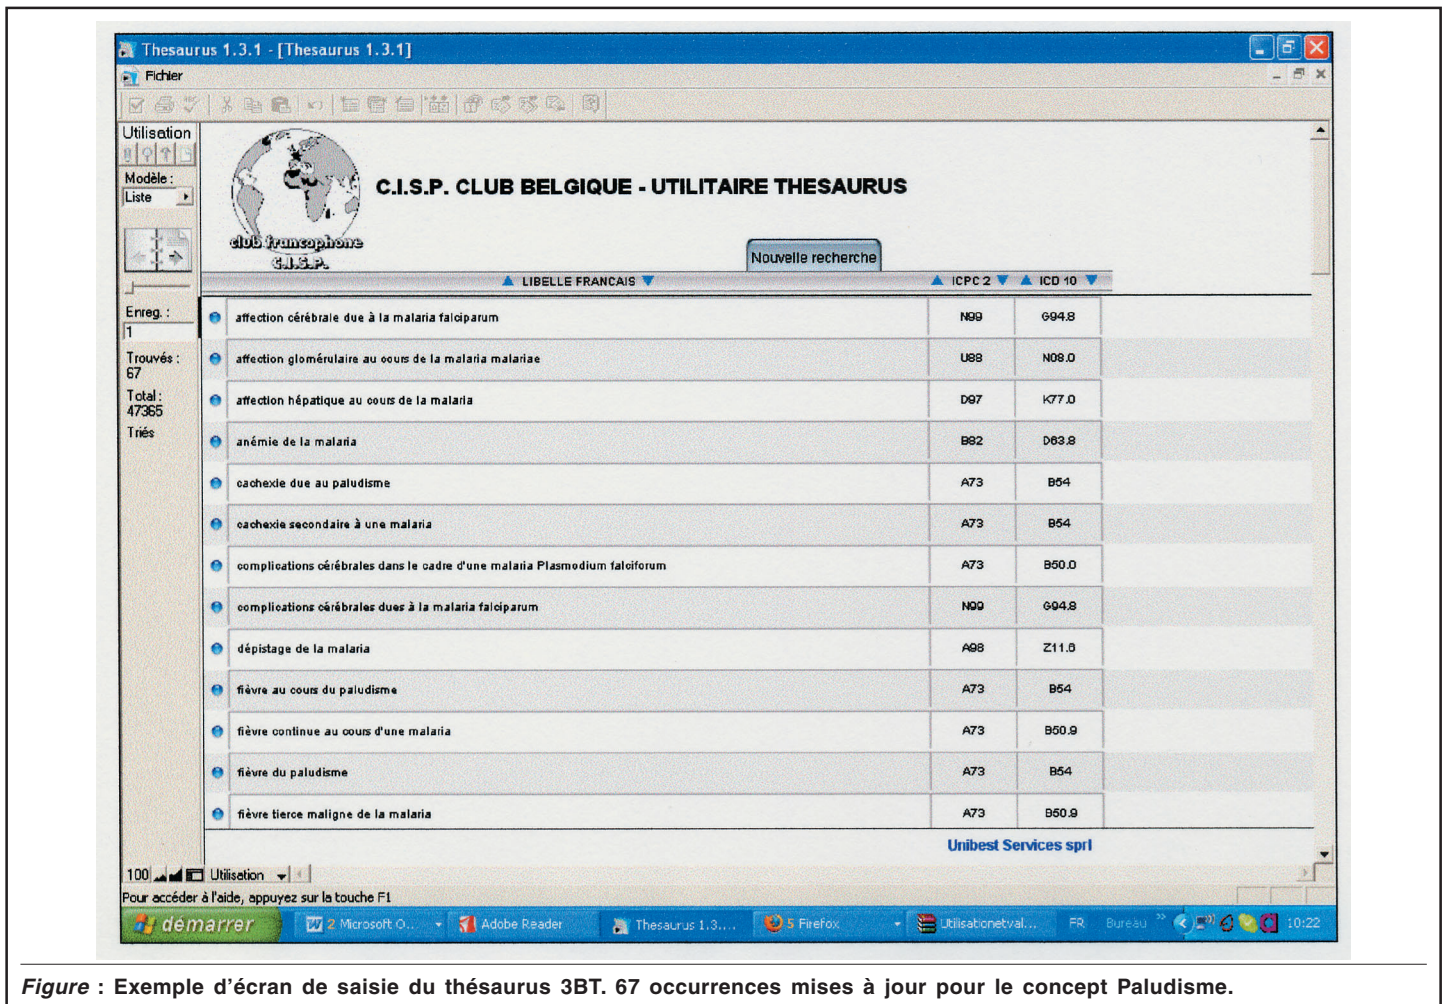 Thesaurus 1.3.1 - [Thesaurus 1.3.1]
Fichier
Utilisation
Modèle :
Liste
club francophone
C.I.S.P.
C.I.S.P. CLUB BELGIQUE - UTILITAIRE THESAURUS
Nouvelle recherche
LIBELLE FRANCAIS ICPC 2 ICD 10
Enreg. :
1
Trouvés :
67
Total :
47365
Triés
affection cérébrale due à la malaria falciparum N99 G94.8
affection glomérulaire au cours de la malaria malariae U88 N08.0
affection hépatique au cours de la malaria D97 K77.0
anémie de la malaria B82 D63.8
cachexie due au paludisme A73 B54
cachexie secondaire à une malaria A73 B54
complications cérébrales dans le cadre d'une malaria Plasmodium falciforum A73 B50.0
complications cérébrales dues à la malaria falciparum N99 G94.8
dépistage de la malaria A98 Z11.6
fièvre au cours du paludisme A73 B54
fièvre continue au cours d'une malaria A73 B50.9
fièvre du paludisme A73 B54
fièvre tierce maligne de la malaria A73 B50.9
Unibest Services sprl
100 Utilisation
Pour accéder à l'aide, appuyez sur la touche F1
démarrer 2 Microsoft O... Adobe Reader Thesaurus 1.3.... 5 Firefox Utilisationetval... FR Bureau 10:22
Figure : Exemple d'écran de saisie du thésaurus 3BT. 67 occurrences mises à jour pour le concept Paludisme.